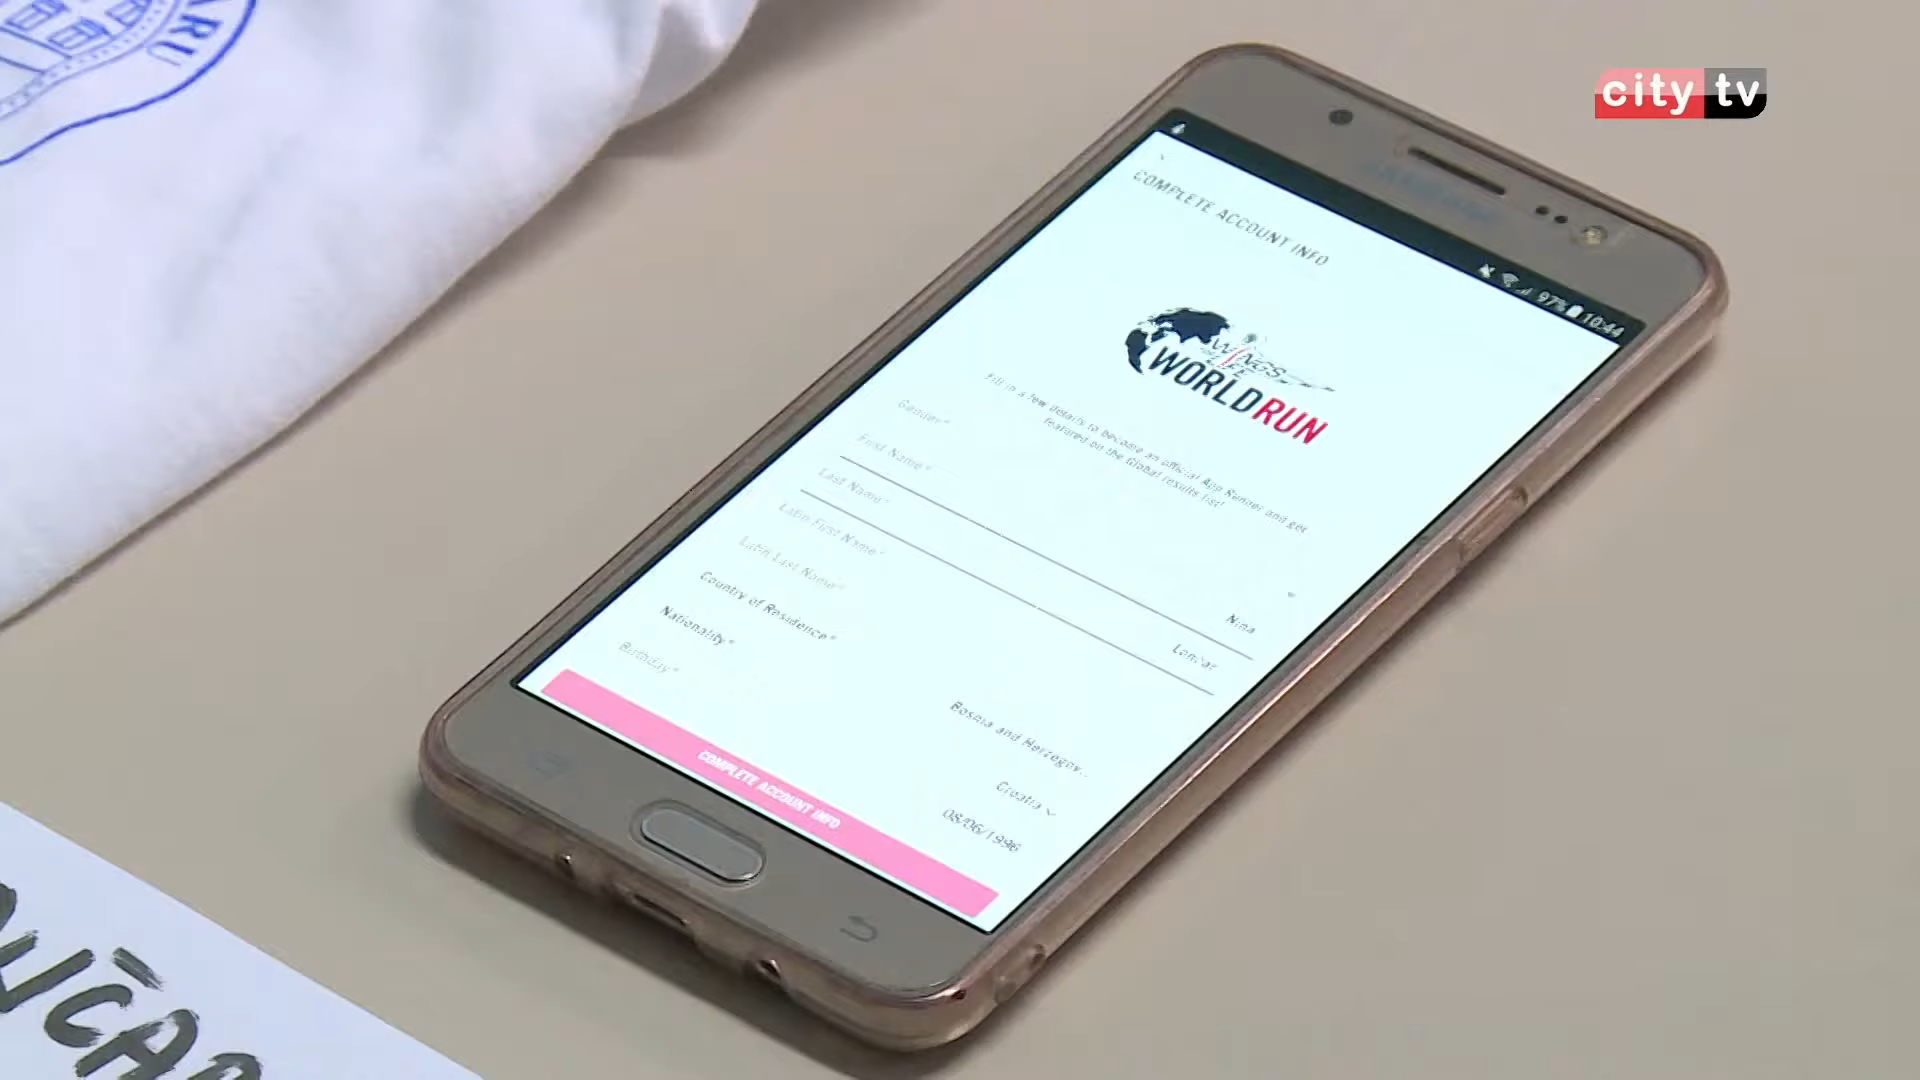 city tv
SAMSUNG
97% 10:44
COMPLETE ACCOUNT INFO
WINGS
FOR LIFE
WORLD RUN
Fill in a few details to become an official App Runner and get
featured on the Global results list!
Gender*
First Name*
Nina
Last Name*
Latin First Name*
Latin Last Name*
Country of Residence*
Bosnia and Herzegov...
Nationality*
Croatia
Birthday*
08/06/1996
COMPLETE ACCOUNT INFO